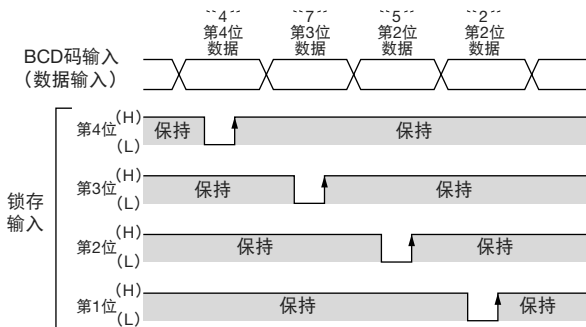 4 7 5 2
第4位 第3位 第2位 第2位
数据 数据 数据 数据
BCD码输入
（数据输入）
锁存
输入
第4位 (H) (L) 保持 保持
第3位 (H) (L) 保持 保持
第2位 (H) (L) 保持 保持
第1位 (H) (L) 保持 保持